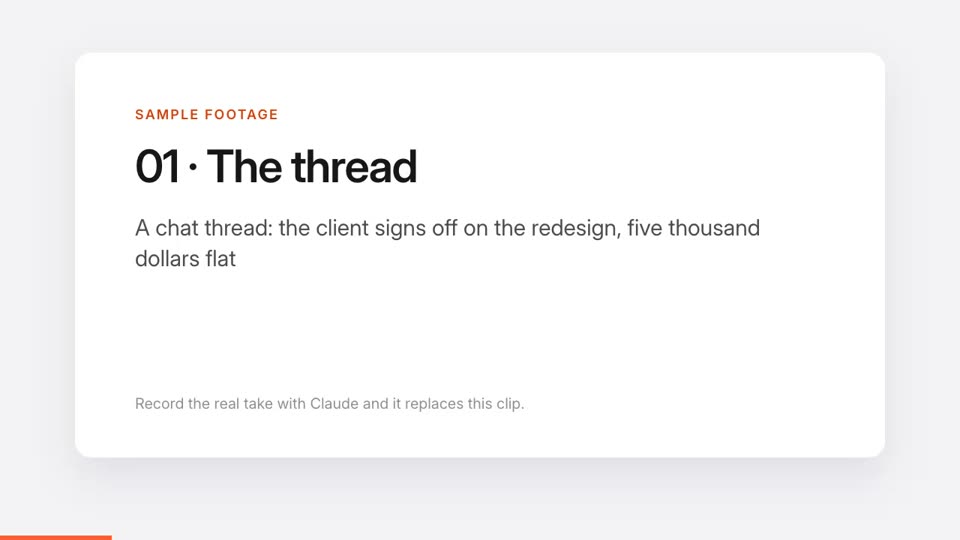 SAMPLE FOOTAGE
01 · The thread
A chat thread: the client signs off on the redesign, five thousand
dollars flat
Record the real take with Claude and it replaces this clip.